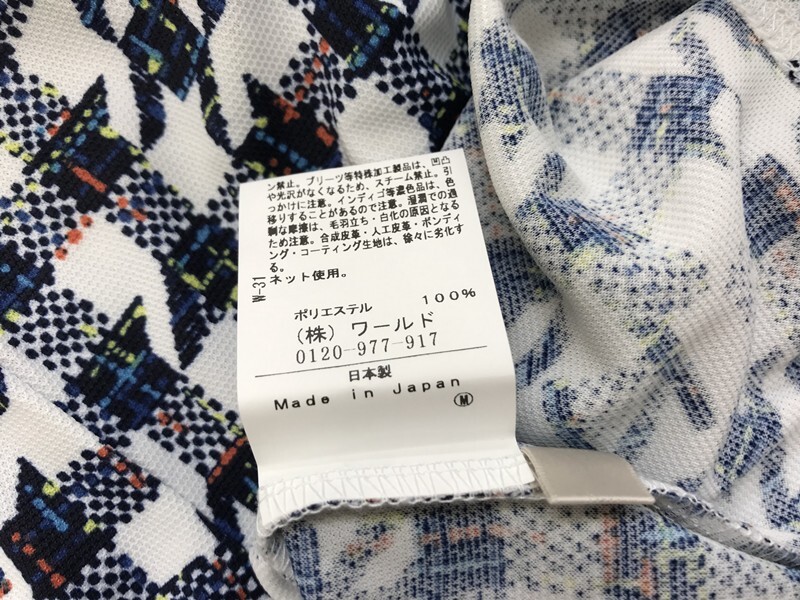 ン禁止。プリーツ等特殊加工製品は、凹凸
や光沢がなくなるため、スチーム禁止。引
っかけに注意。インディゴ等濃色品は、色
移りすることがあるので注意。湿潤での過
剰な摩擦は、毛羽立ち・白化の原因となる
ため注意。合成皮革・人工皮革・ボンディ
ング・コーティング生地は、徐々に劣化す
る。
W-31
ネット使用。
ポリエステル 100%
(株) ワールド
0120-977-917
日本製
Made in Japan
M